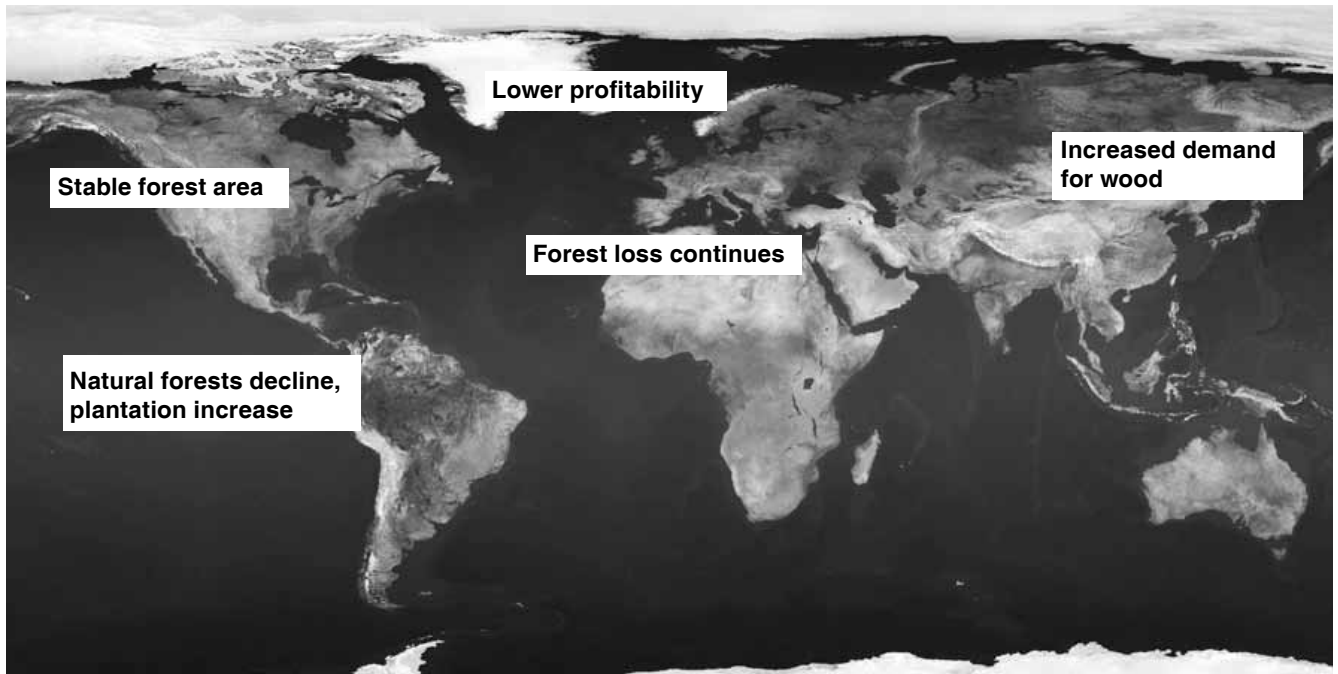 Lower profitability
Increased demand
for wood
Stable forest area
Forest loss continues
Natural forests decline,
plantation increase